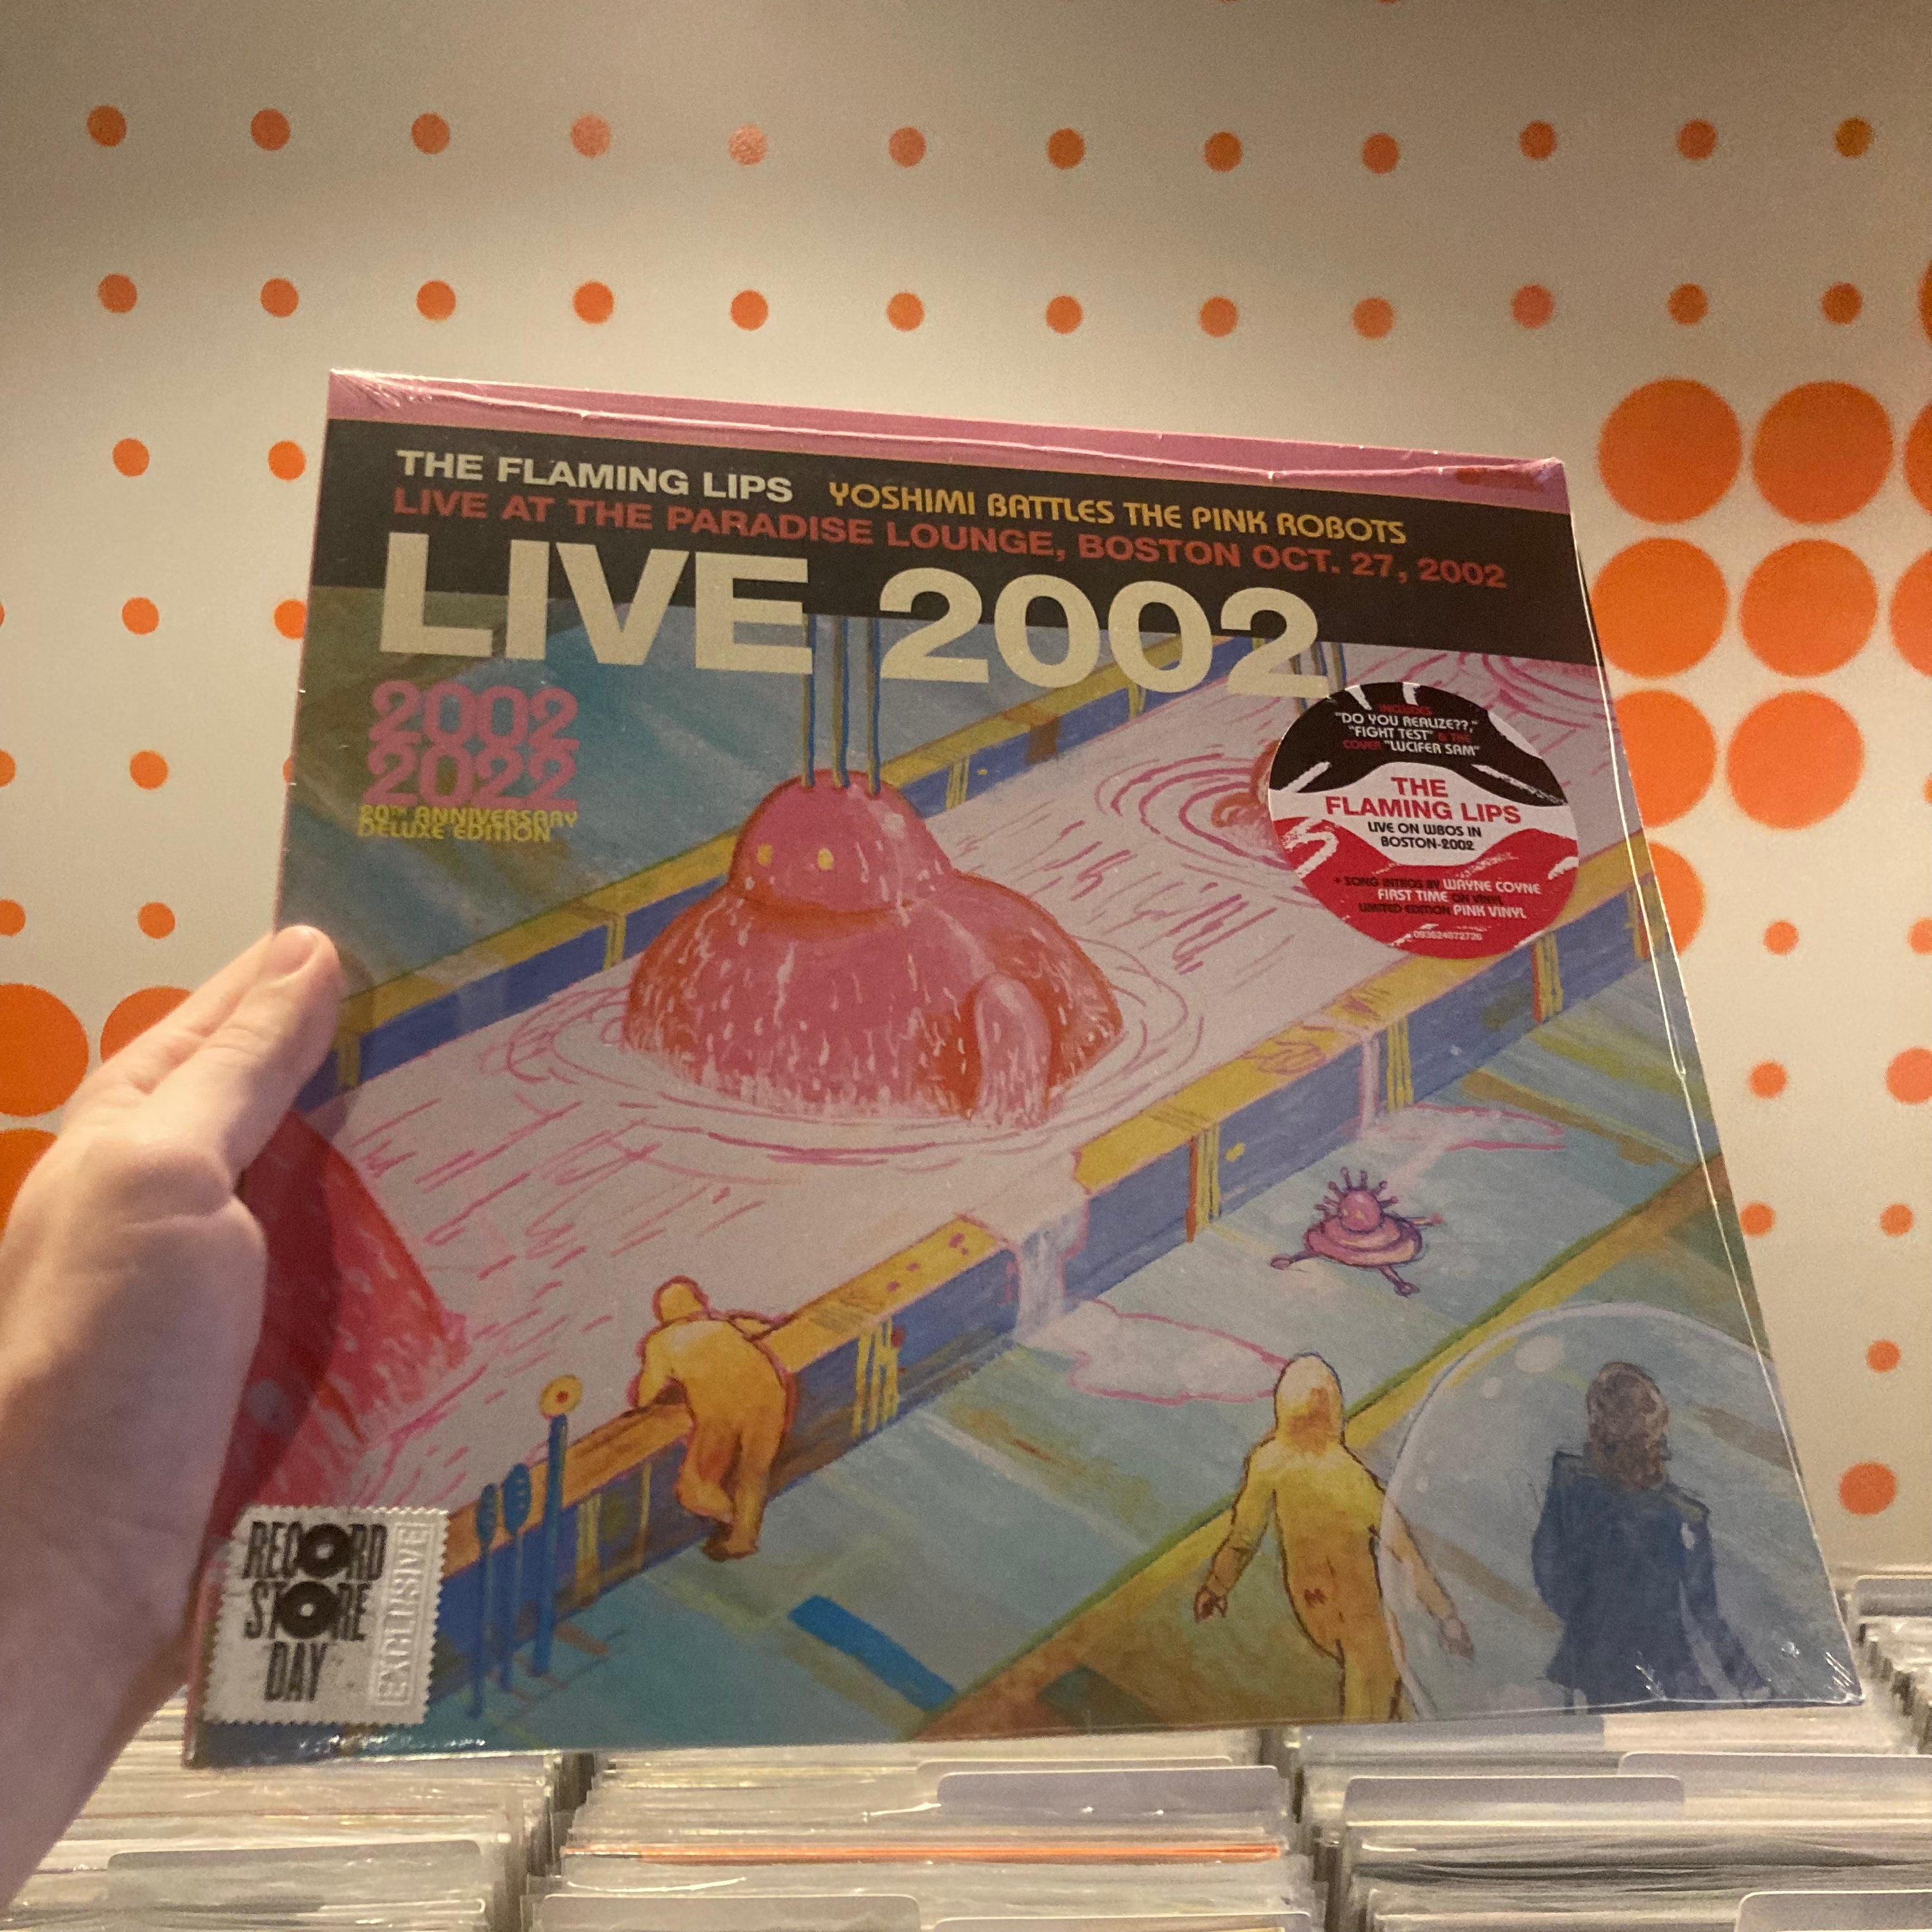 THE FLAMING LIPS YOSHIMI BATTLES THE PINK ROBOTS
LIVE AT THE PARADISE LOUNGE, BOSTON OCT. 27, 2002
LIVE 2002
2002
2022
20TH ANNIVERSARY
DELUXE EDITION
INCLUDES
"DO YOU REALIZE??,"
"FIGHT TEST" & THE
COVER "LUCIFER SAM"
THE
FLAMING LIPS
LIVE ON WBOS IN
BOSTON-2002
+ SONG INTROS BY WAYNE COYNE
FIRST TIME ON VINYL
LIMITED EDITION PINK VINYL
093624872726
RECORD
STORE
DAY
EXCLUSIVE